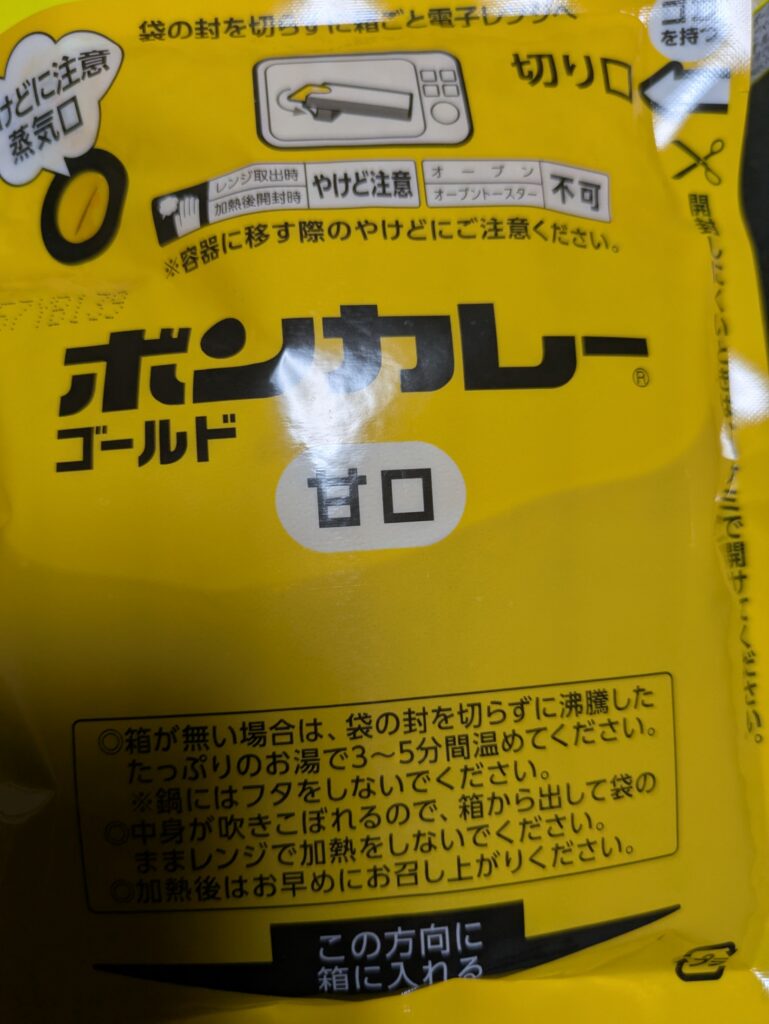 袋の封を切らずに箱ごと電子レンジへ
を持つ
切り口
けどに注意
蒸気口
レンジ取出時
加熱後開封時
やけど注意
オーブン
オーブントースター
不可
※容器に移す際のやけどにご注意ください。
ボンカレー®
ゴールド
甘口
◎箱が無い場合は、袋の封を切らずに沸騰した
たっぷりのお湯で3〜5分間温めてください。
※鍋にはフタをしないでください。
◎中身が吹きこぼれるので、箱から出して袋の
ままレンジで加熱をしないでください。
◎加熱後はお早めにお召し上がりください。
この方向に
箱に入れる
プラ